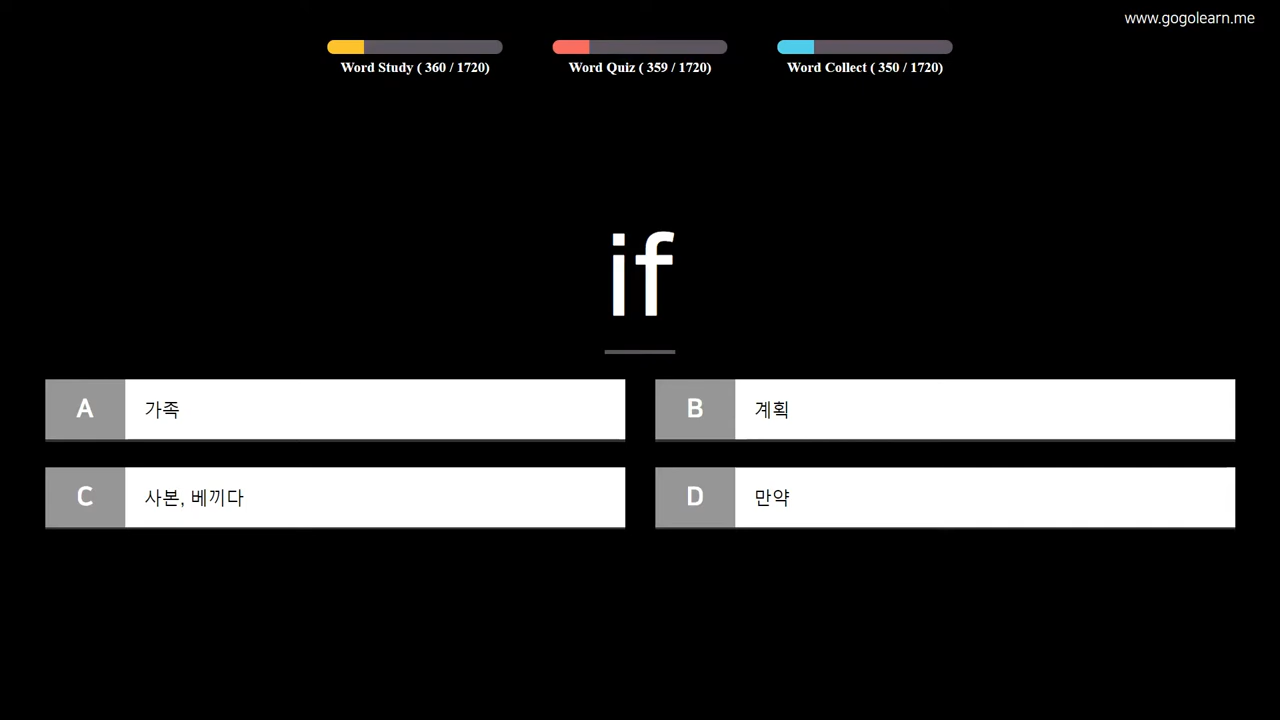 www.gogolearn.me
Word Study ( 360 / 1720) Word Quiz ( 359 / 1720) Word Collect ( 350 / 1720)
if
A 가족
B 계획
C 사본, 베끼다
D 만약